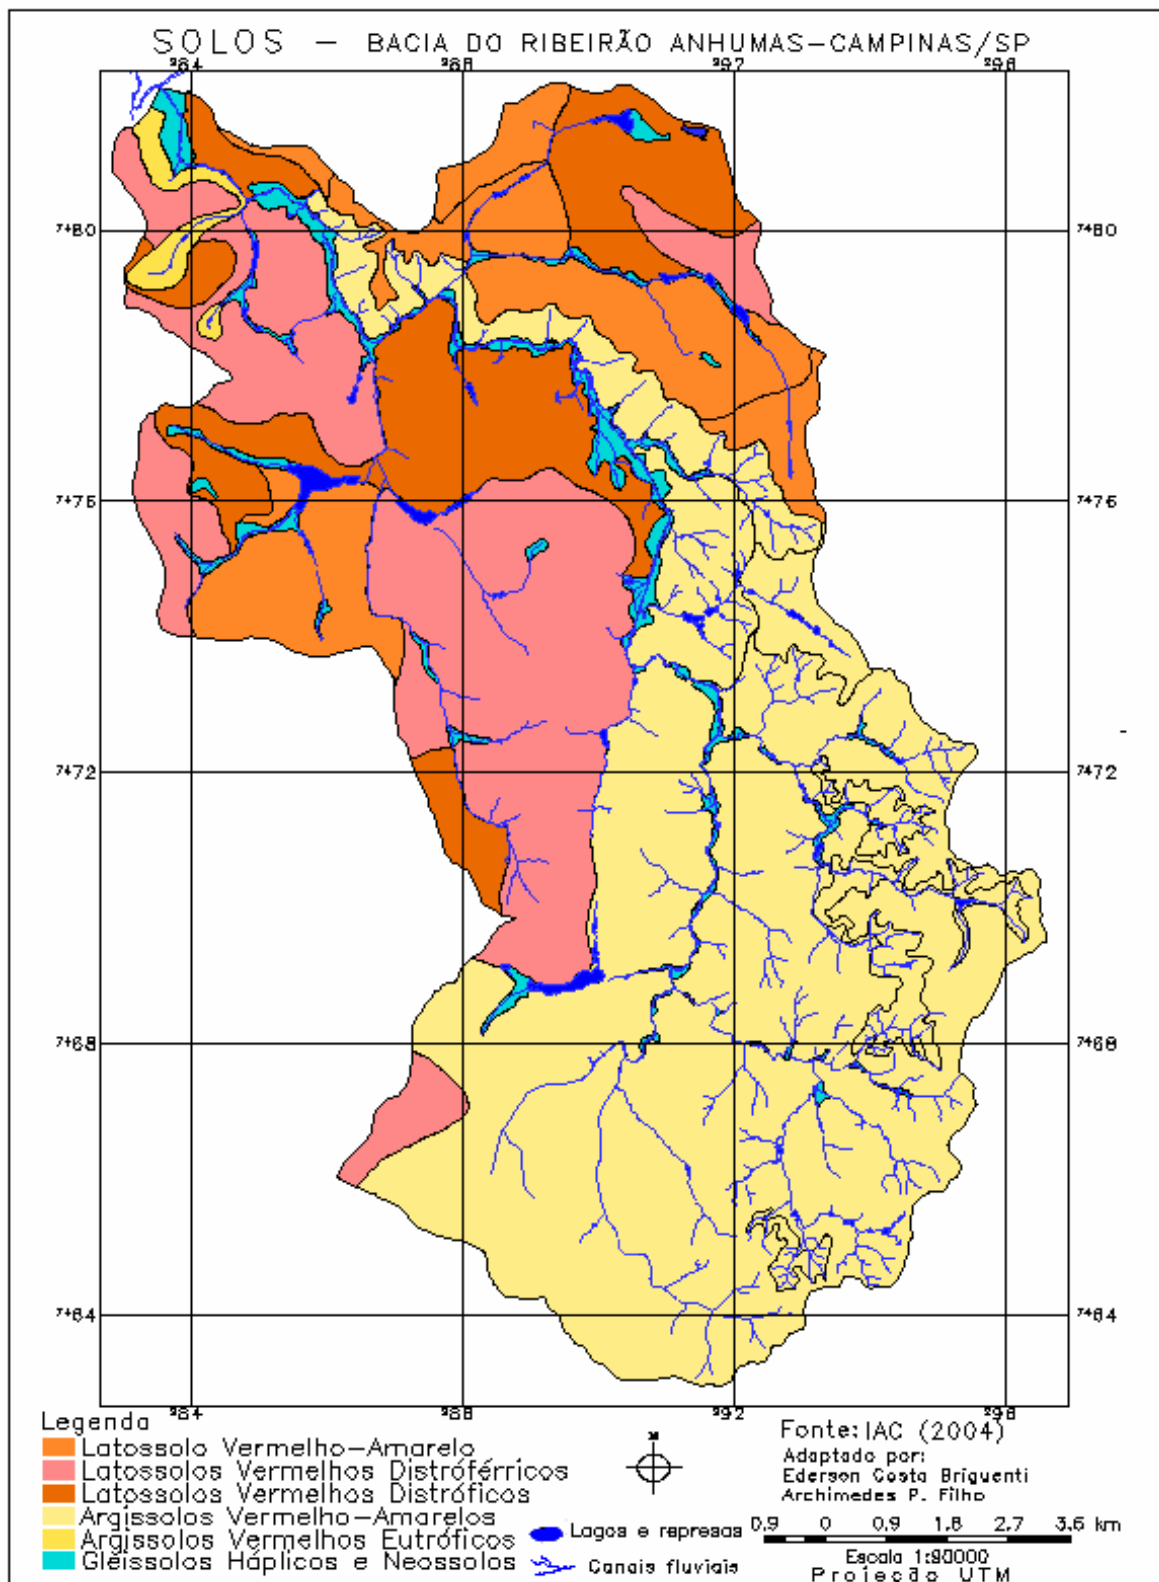 SOLOS – BACIA DO RIBEIRÃO ANHUMAS–CAMPINAS/SP
²84 ²88 ²92 ²96
7⁴80 7⁴80
7⁴76 7⁴76
7⁴72 7⁴72
7⁴68 7⁴68
7⁴64 7⁴64
²84 ²88 ²92 ²96
Legenda
Latossolo Vermelho–Amarelo
Latossolos Vermelhos Distroférricos
Latossolos Vermelhos Distróficos
Argissolos Vermelho–Amarelos
Argissolos Vermelhos Eutróficos
Gleissolos Háplicos e Neossolos
Lagos e represas
Canais fluviais
N
Fonte: IAC (2004)
Adaptado por:
Ederson Costa Briguenti
Archimedes P. Filho
0.9 0 0.9 1.8 2.7 3.6 km
Escala 1:90000
Projeção UTM